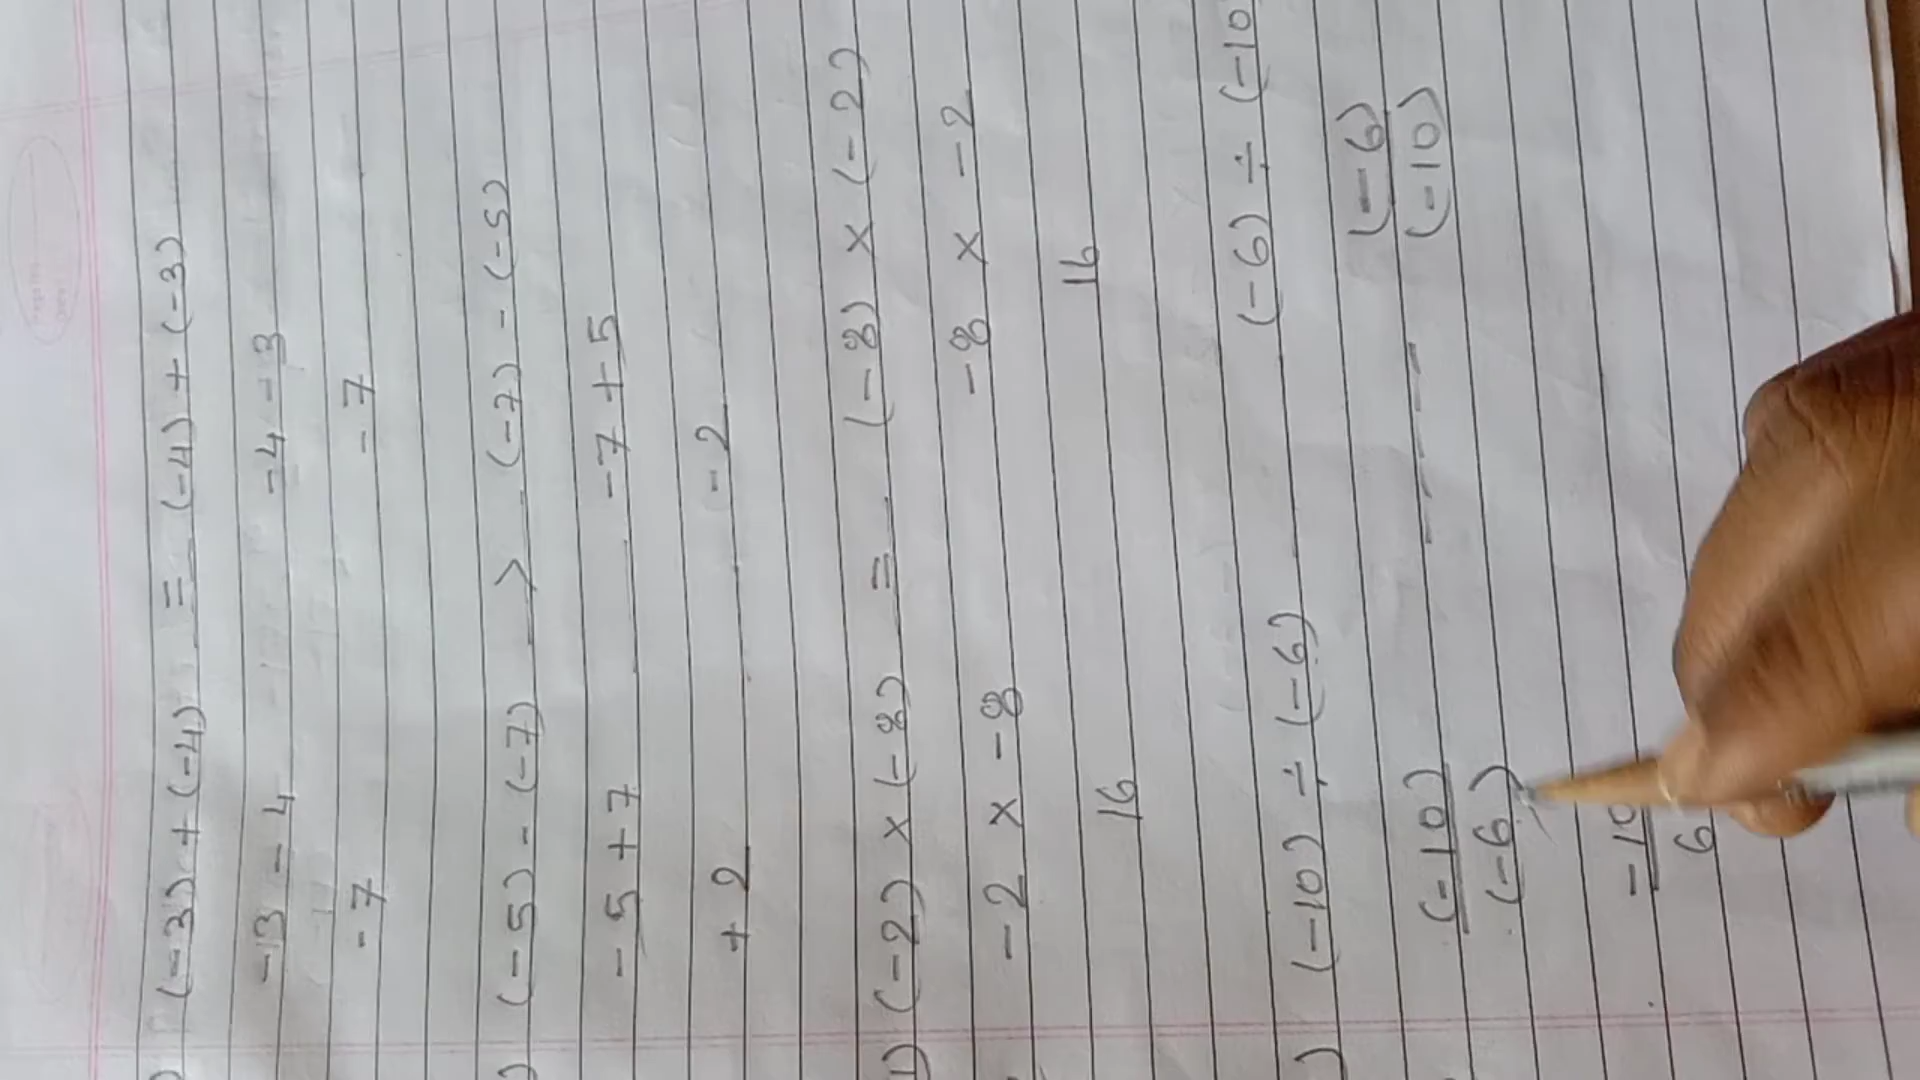 ) (-3) + (-4) = (-4) + (-3)
-3 - 4 -4 - 3
-7 -7
) (-5) - (-7) > (-7) - (-5)
-5 + 7 -7 + 5
+ 2 - 2
) (-2) × (-8) = (-8) × (-2)
-2 × -8 -8 × -2
16 16
) (-10) ÷ (-6) (-6) ÷ (-10
(-10) (-6)
(-6) (-10)
-10
6